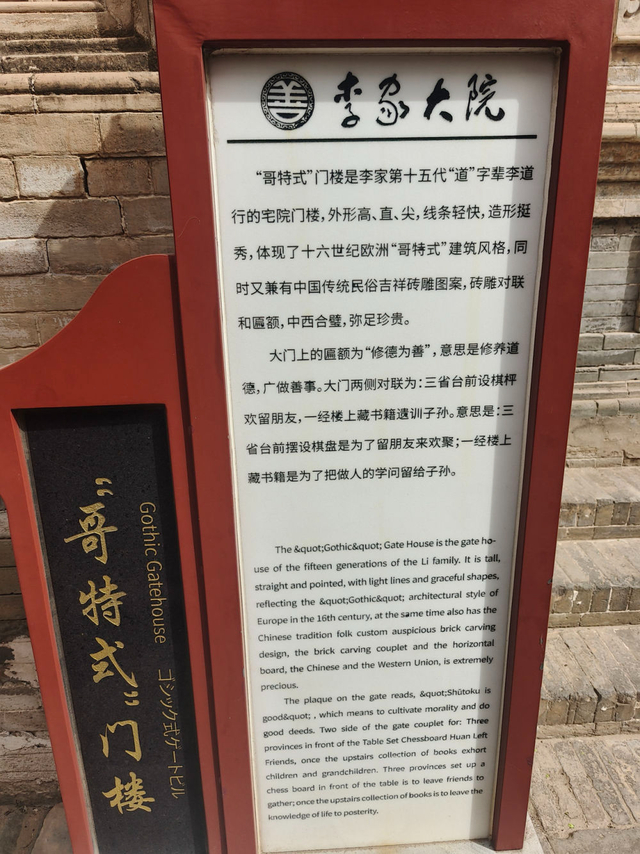 善 李家大院
“哥特式”门楼是李家第十五代“道”字辈李道
行的宅院门楼，外形高、直、尖，线条轻快，造形挺
秀，体现了十六世纪欧洲“哥特式”建筑风格，同
时又兼有中国传统民俗吉祥砖雕图案，砖雕对联
和匾额，中西合璧，弥足珍贵。
大门上的匾额为“修德为善”，意思是修养道
德，广做善事。大门两侧对联为：三省台前设棋枰
欢留朋友，一经楼上藏书籍遗训子孙。意思是：三
省台前摆设棋盘是为了留朋友来欢聚；一经楼上
藏书籍是为了把做人的学问留给子孙。
The &quot;Gothic&quot; Gate House is the gate ho-
use of the fifteen generations of the Li family. It is tall,
straight and pointed, with light lines and graceful shapes,
reflecting the &quot;Gothic&quot; architectural style of
Europe in the 16th century, at the same time also has the
Chinese tradition folk custom auspicious brick carving
design, the brick carving couplet and the horizontal
board, the Chinese and the Western Union, is extremely
precious.
The plaque on the gate reads, &quot;Shūtoku is
good&quot; , which means to cultivate morality and do
good deeds. Two side of the gate couplet for: Three
provinces in front of the Table Set Chessboard Huan Left
Friends, once the upstairs collection of books exhort
children and grandchildren. Three provinces set up a
chess board in front of the table is to leave friends to
gather; once the upstairs collection of books is to leave the
knowledge of life to posterity.
“哥特式”门楼
Gothic Gatehouse
ゴシック式ゲートビル